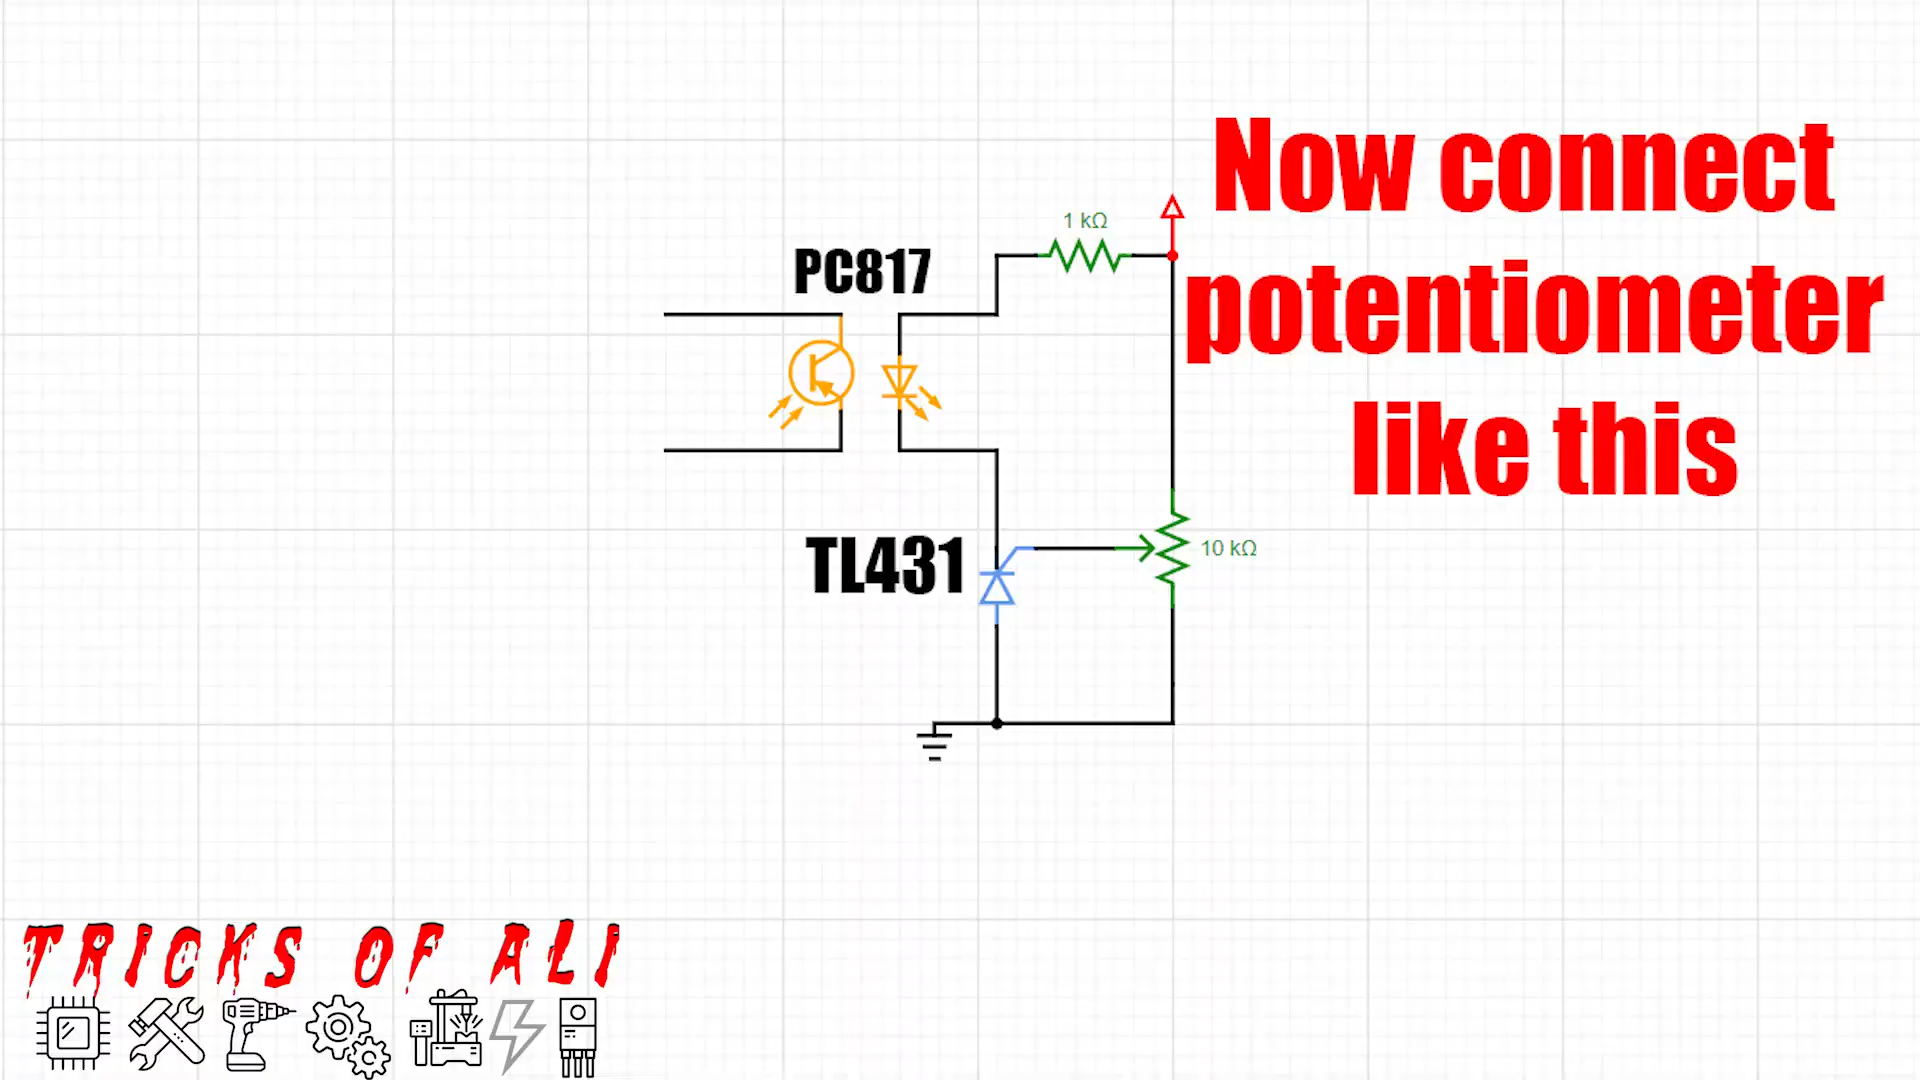 Now connect
potentiometer
like this
1 kΩ
PC817
TL431
10 kΩ
TRICKS OF ALI